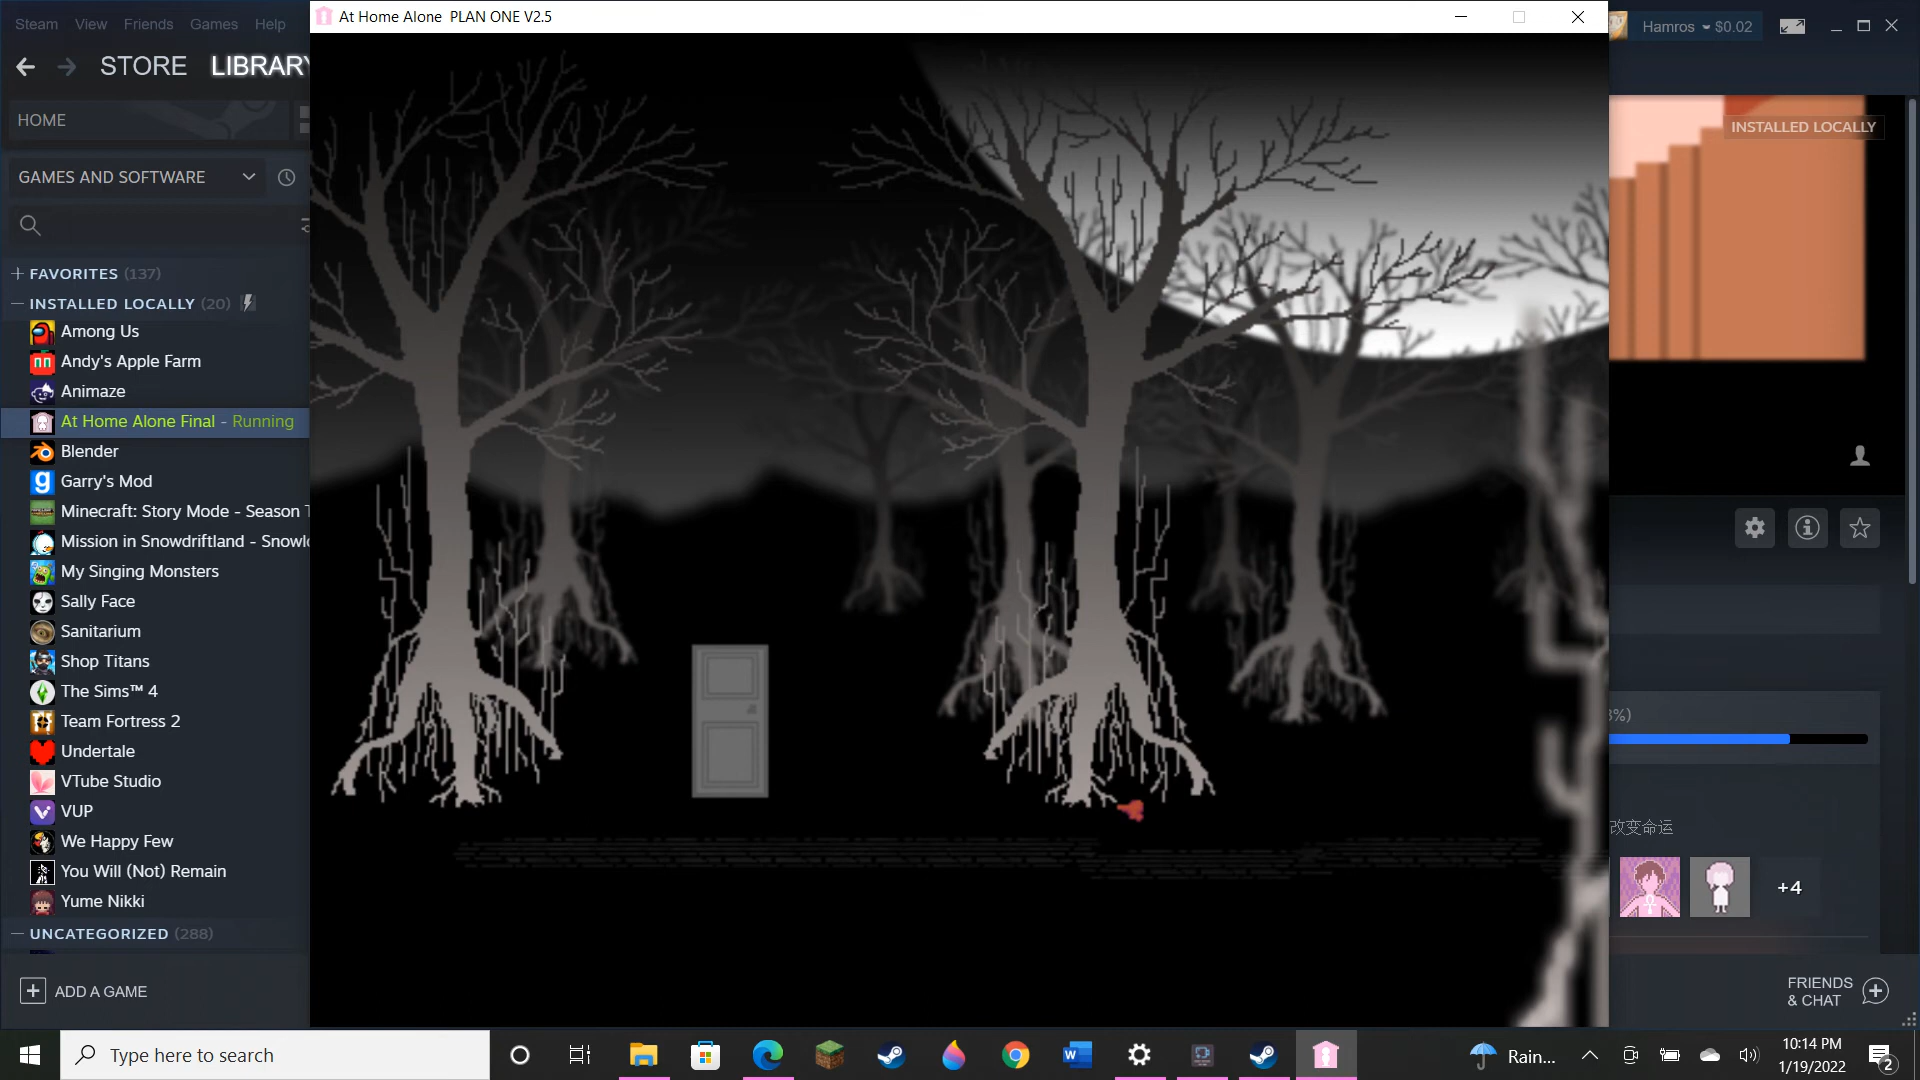 Steam View Friends Games Help
At Home Alone PLAN ONE V2.5
Hamros $0.02
STORE LIBRARY
HOME
INSTALLED LOCALLY
GAMES AND SOFTWARE
FAVORITES (137)
INSTALLED LOCALLY (20)
Among Us
Andy's Apple Farm
Animaze
At Home Alone Final - Running
Blender
Garry's Mod
Minecraft: Story Mode - Season
Mission in Snowdriftland -
My Singing Monsters
Sally Face
Sanitarium
Shop Titans
The Sims™ 4
Team Fortress 2
Undertale
VTube Studio
VUP
We Happy Few
You Will (Not) Remain
Yume Nikki
UNCATEGORIZED (288)
%)
改变命运
+4
ADD A GAME
FRIENDS
& CHAT
Type here to search
Rain...
10:14 PM
1/19/2022
2